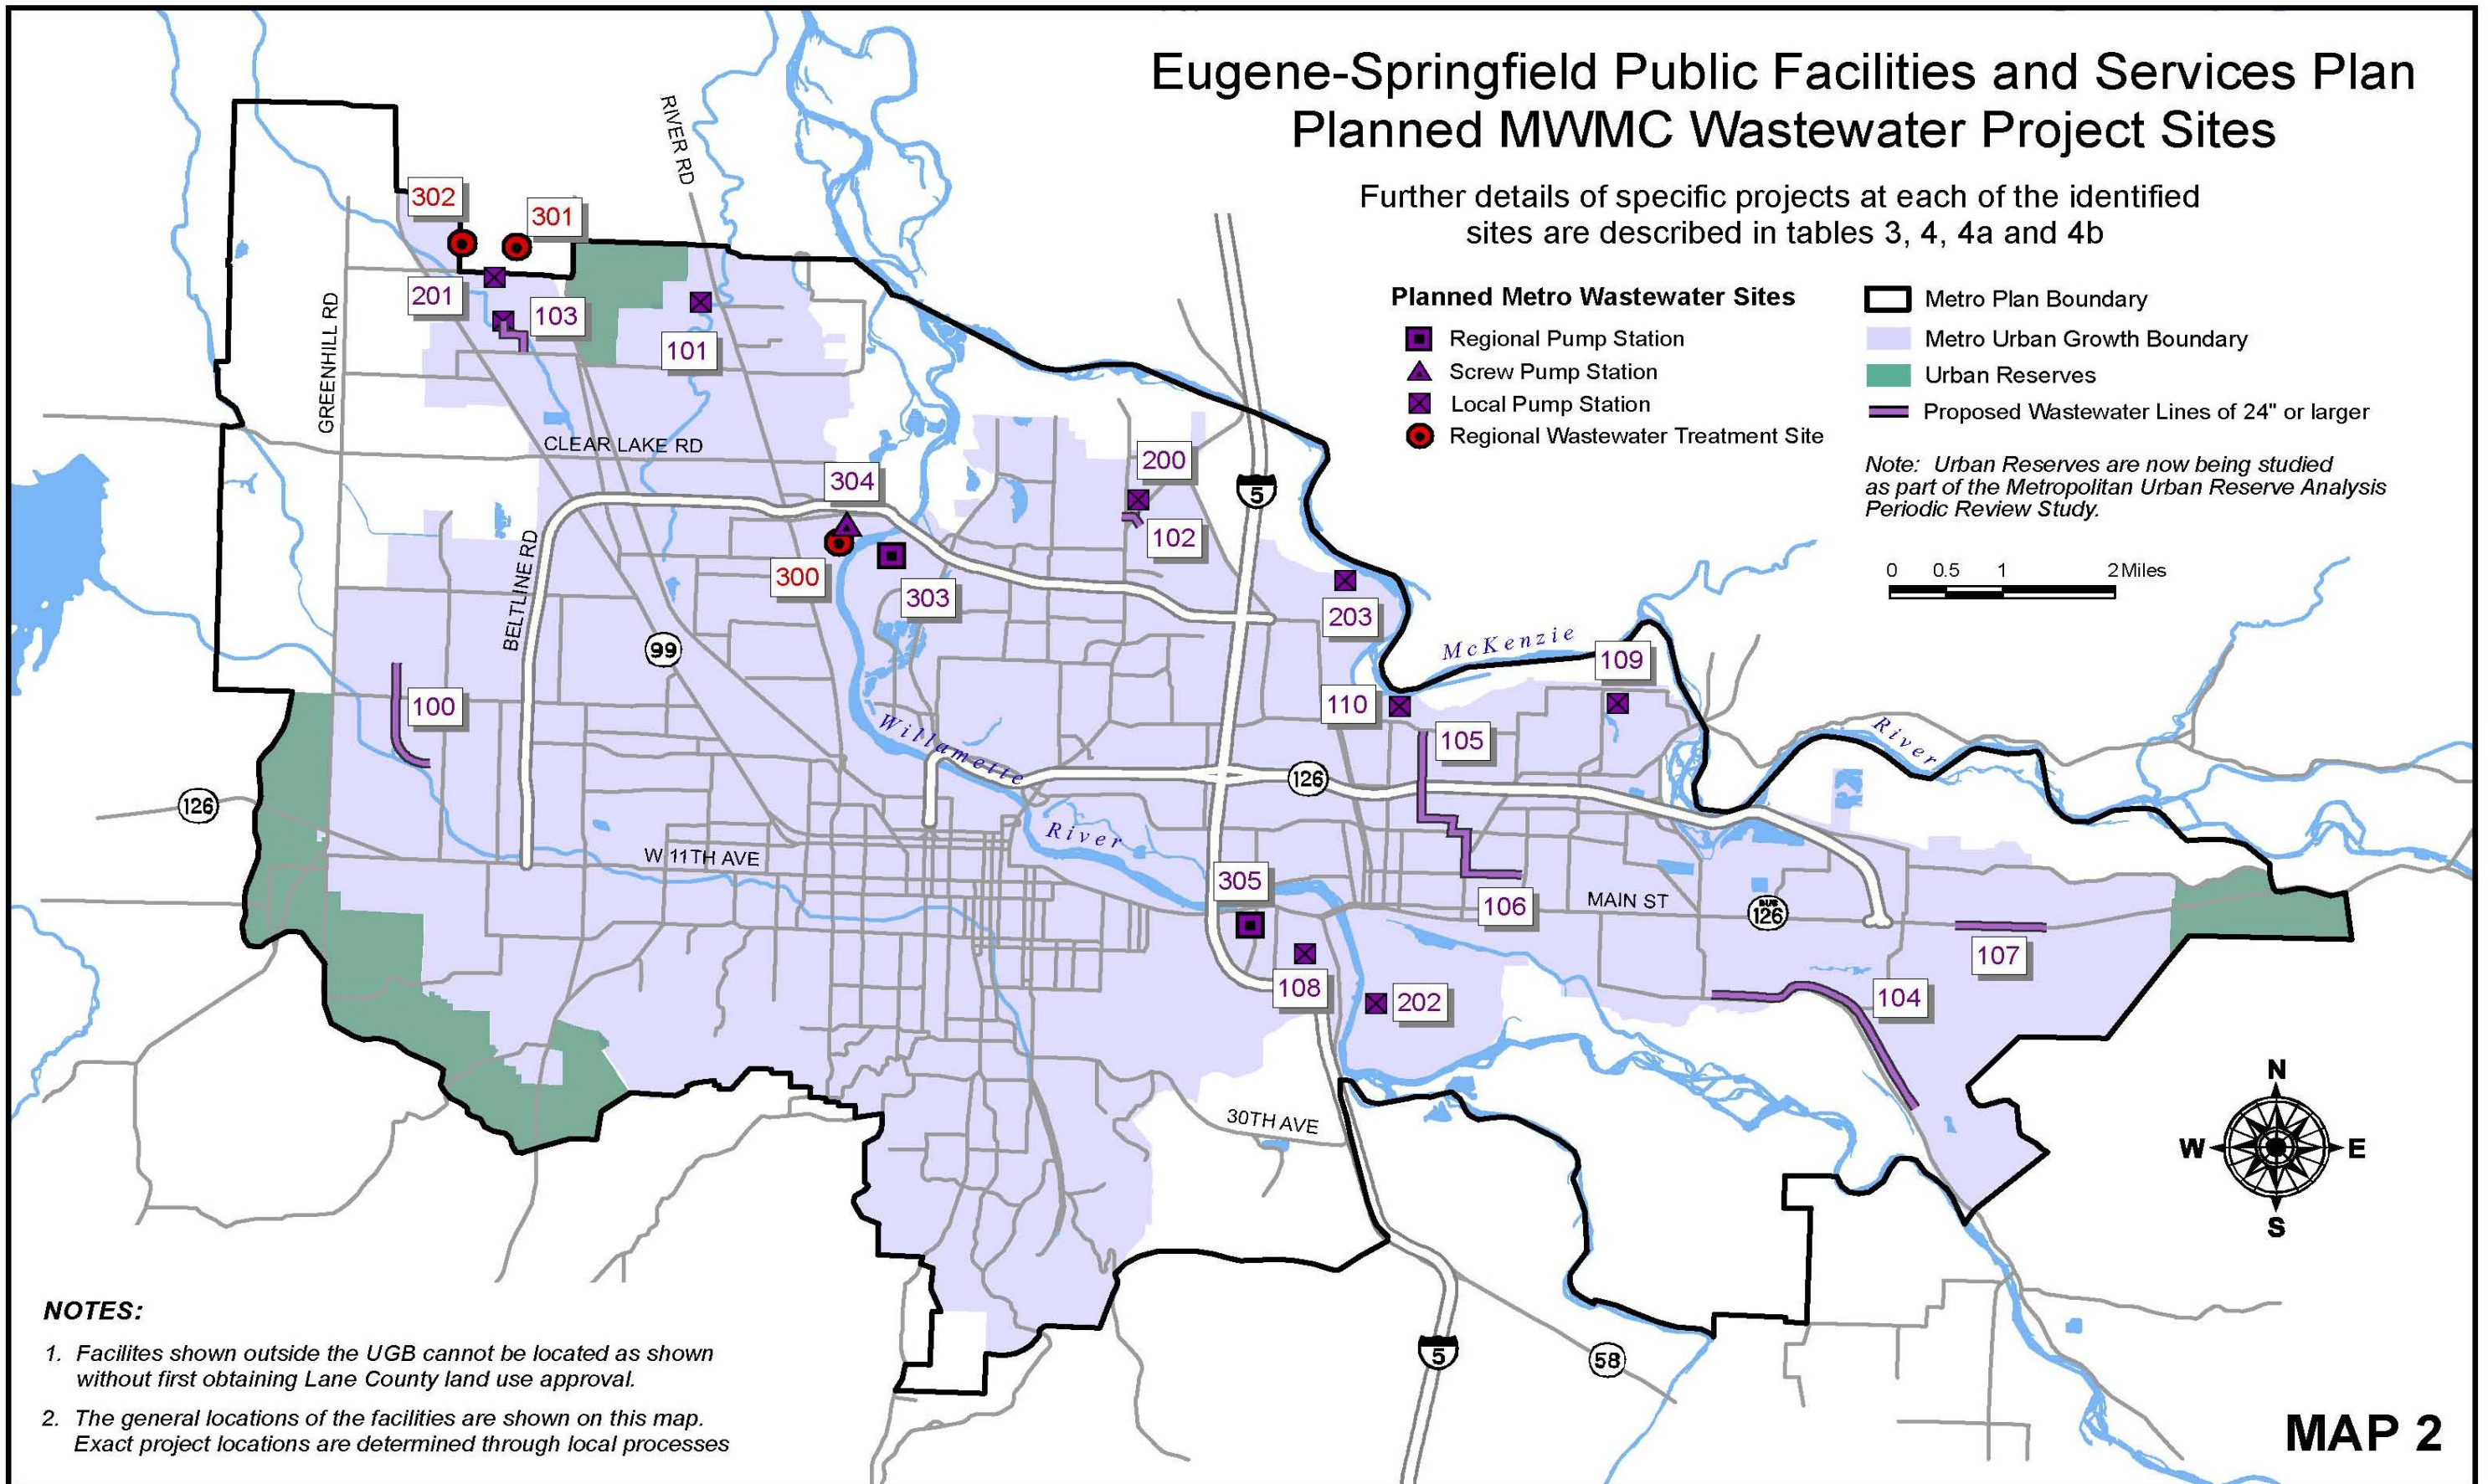 Eugene-Springfield Public Facilities and Services Plan
Planned MWMC Wastewater Project Sites
Further details of specific projects at each of the identified
sites are described in tables 3, 4, 4a and 4b
Planned Metro Wastewater Sites
Regional Pump Station
Screw Pump Station
Local Pump Station
Regional Wastewater Treatment Site
Metro Plan Boundary
Metro Urban Growth Boundary
Urban Reserves
Proposed Wastewater Lines of 24" or larger
Note: Urban Reserves are now being studied
as part of the Metropolitan Urban Reserve Analysis
Periodic Review Study.
0 0.5 1 2 Miles
RIVER RD
302
301
201
103
101
GREENHILL RD
CLEAR LAKE RD
304
200
5
102
300
303
BELTLINE RD
99
203
McKenzie
109
110
100
105
Willamette
River
126
126
River
W 11TH AVE
305
106
MAIN ST
BUS
126
107
108
202
104
30TH AVE
N
W
E
S
5
58
NOTES:
1. Facilites shown outside the UGB cannot be located as shown
without first obtaining Lane County land use approval.
2. The general locations of the facilities are shown on this map.
Exact project locations are determined through local processes
MAP 2